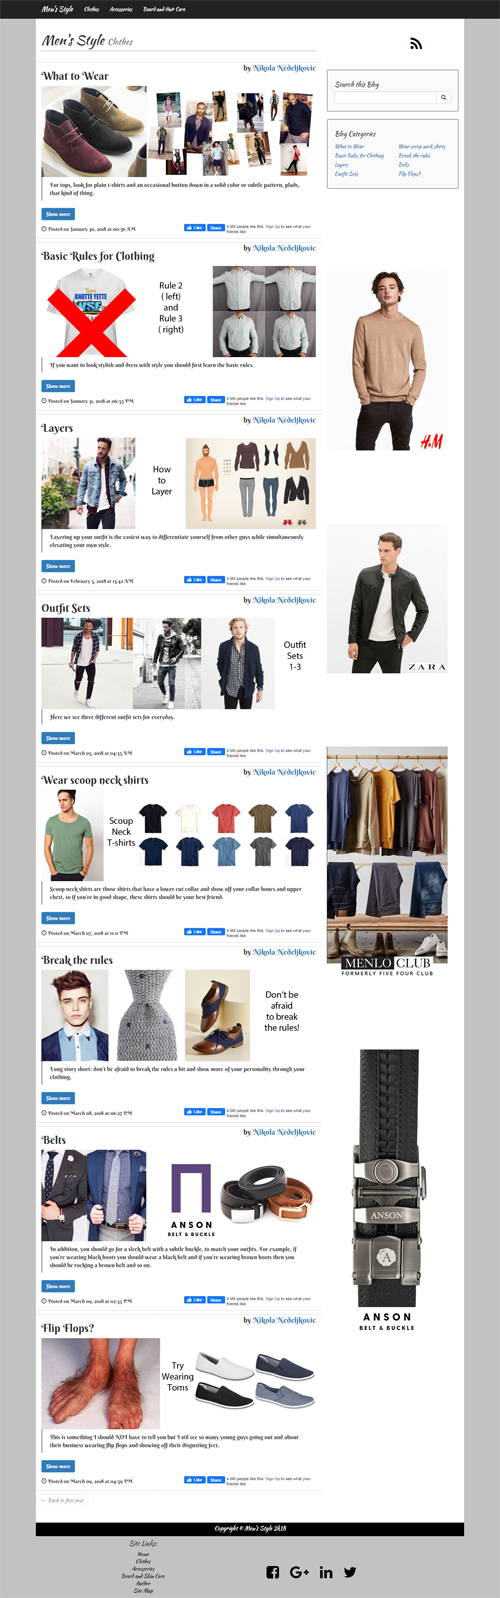 Men's Style Clothes Accessories Beard and Hair Care
Men's Style Clothes
by Nikola Nedeljkovic
What to Wear
For tops, look for plain t-shirts and an occasional button down in a solid color or subtle pattern, plads,
that kind of thing.
Show more
Posted on January 30, 2018 at 00:56 AM
Like Share 4.6M people like this. Sign Up to see what your
friends like.
by Nikola Nedeljkovic
Basic Rules for Clothing
KNOTTE YETTE
Rule 2
( left)
and
Rule 3
( right)
If you want to look stylish and dress with style you should first learn the basic rules.
Show more
Posted on January 31, 2018 at 06:53 PM
Like Share 4.6M people like this. Sign Up to see what your
friends like.
by Nikola Nedeljkovic
Layers
How
to
Layer
Layering up your outfit is the easiest way to differentiate yourself from other guys while simultaneously
elevating your own style.
Show more
Posted on February 5, 2018 at 13:42 AM
Like Share 4.6M people like this. Sign Up to see what your
friends like.
by Nikola Nedeljkovic
Outfit Sets
Outfit
Sets
1-3
Here we see three different outfit sets for everyday.
Show more
Posted on March 05, 2018 at 04:35 AM
Like Share 4.6M people like this. Sign Up to see what your
friends like.
by Nikola Nedeljkovic
Wear scoop neck shirts
Scoup
Neck
T-shirts
Scoop neck shirts are those shirts that have a lower cut collar and show off your collar bones and upper
chest, so if you're in good shape, these shirts should be your best friend.
Show more
Posted on March 07, 2018 at 11:11 PM
Like Share 4.6M people like this. Sign Up to see what your
friends like.
by Nikola Nedeljkovic
Break the rules
Don't be
afraid
to break
the rules!
Long story short: don't be afraid to break the rules a bit and show more of your personality through your
clothing.
Show more
Posted on March 08, 2018 at 06:27 PM
Like Share 4.6M people like this. Sign Up to see what your
friends like.
by Nikola Nedeljkovic
Belts
ANSON
BELT & BUCKLE
In addition, you should go for a sleek belt with a subtle buckle, to match your outfits. For example, if
you're wearing black boots you should wear a black belt and if you're wearing brown boots then you
should be rocking a brown belt and so on.
Show more
Posted on March 09, 2018 at 02:35 PM
Like Share 4.6M people like this. Sign Up to see what your
friends like.
by Nikola Nedeljkovic
Flip Flops?
Try
Wearing
Toms
This is something I should NOT have to tell you but I still see so many young guys going out and about
their business wearing flip flops and showing off their disgusting feet.
Show more
Posted on March 09, 2018 at 04:59 PM
Like Share 4.6M people like this. Sign Up to see what your
friends like.
← Back to first post
Search this Blog
Blog Categories
What to Wear Wear scoop neck shirts
Basic Rules for Clothing Break the rules
Layers Belts
Outfit Sets Flip Flops?
H&M
ZARA
MENLO CLUB
FORMERLY FIVE FOUR CLUB
ANSON
A
ANSON
BELT & BUCKLE
Copyright © Men's Style 2k18
Site Links:
Home
Clothes
Accessories
Beard and Skin Care
Author
Site Map